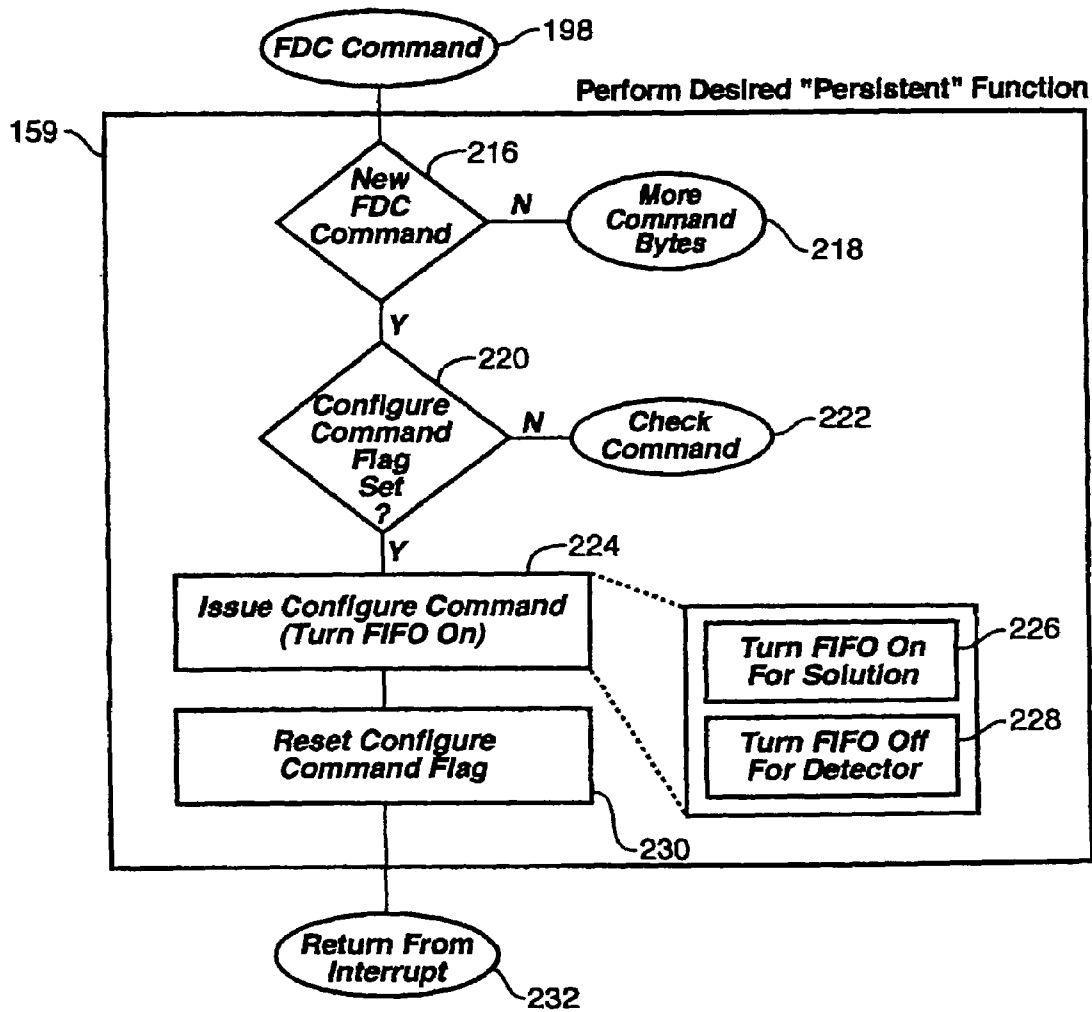 FDC Command
198
Perform Desired "Persistent" Function
159
216
New
FDC
Command
N
More
Command
Bytes
218
Y
220
Configure
Command
Flag
Set
?
N
Check
Command
222
Y
224
Issue Configure Command
(Turn FIFO On)
Turn FIFO On
For Solution
226
Turn FIFO Off
For Detector
228
Reset Configure
Command Flag
230
Return From
Interrupt
232